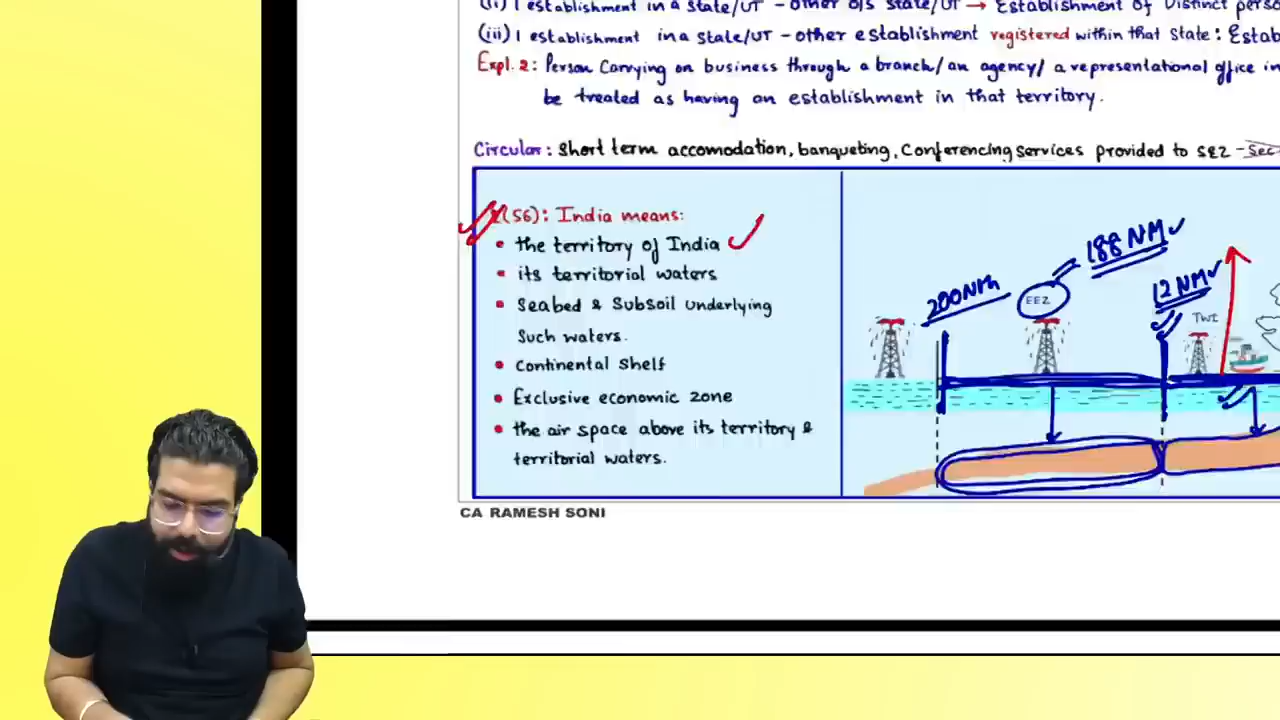 (ii) 1 establishment in a state/UT - other o/s state/UT → Establishment of Distinct perso
(iii) 1 establishment in a state/UT - other establishment registered within that State: Estab
Expl. 2: Person Carrying on business through a branch/ an agency/ a representational office in
be treated as having an establishment in that territory.
Circular: Short term accomodation, banqueting, Conferencing services provided to SEZ - Sec
(56): India means:
• the territory of India
• its territorial waters
• Seabed & Subsoil underlying
Such waters.
• Continental Shelf
• Exclusive economic zone
• the air space above its territory &
territorial waters.
200NM
EEZ
188 NM
12 NM
TWI
CA RAMESH SONI